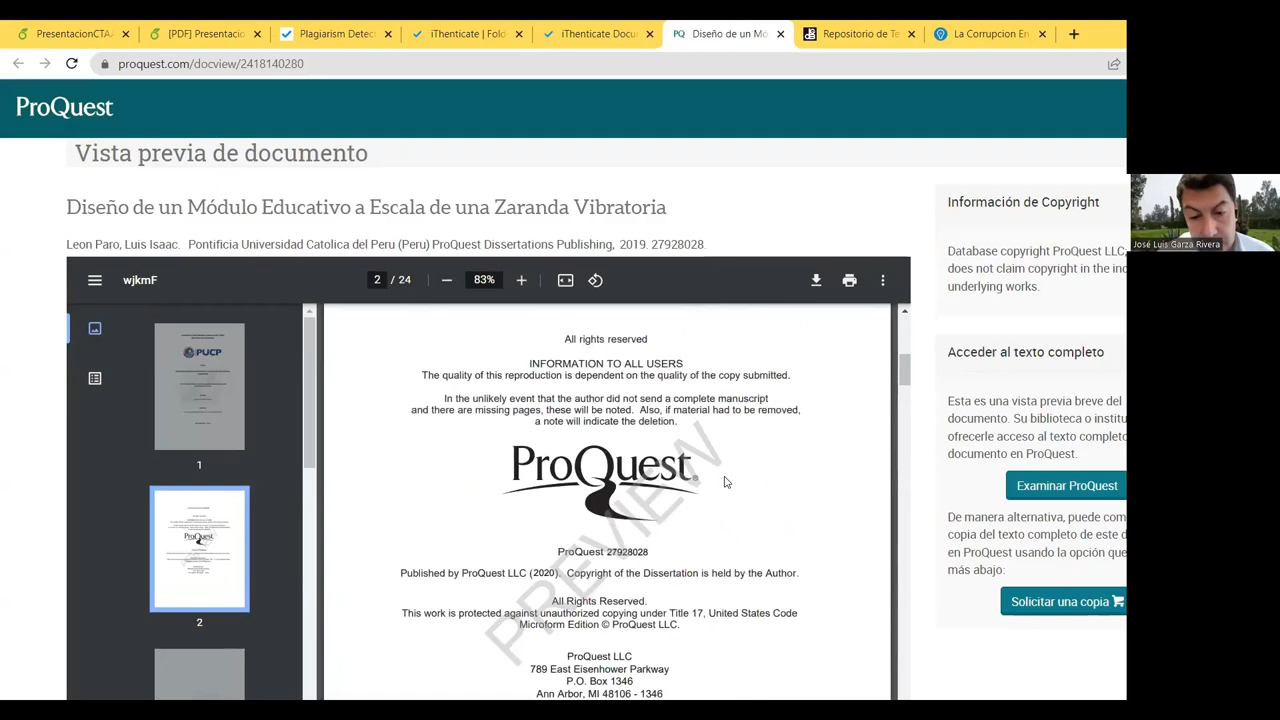 PresentacionCTAA
[PDF] Presentacio
Plagiarism Detect
iThenticate | Fold
iThenticate Docu
PQ Diseño de un Mó
Repositorio de Te
La Corrupcion En
proquest.com/docview/2418140280
ProQuest
Vista previa de documento
Diseño de un Módulo Educativo a Escala de una Zaranda Vibratoria
Leon Paro, Luis Isaac. Pontificia Universidad Catolica del Peru (Peru) ProQuest Dissertations Publishing, 2019. 27928028.
wjkmF
2 / 24
83%
PUCP
1
ProQuest
2
All rights reserved
INFORMATION TO ALL USERS
The quality of this reproduction is dependent on the quality of the copy submitted.
In the unlikely event that the author did not send a complete manuscript
and there are missing pages, these will be noted. Also, if material had to be removed,
a note will indicate the deletion.
ProQuest
PREVIEW
ProQuest 27928028
Published by ProQuest LLC (2020). Copyright of the Dissertation is held by the Author.
All Rights Reserved.
This work is protected against unauthorized copying under Title 17, United States Code
Microform Edition © ProQuest LLC.
ProQuest LLC
789 East Eisenhower Parkway
P.O. Box 1346
Ann Arbor, MI 48106 - 1346
Información de Copyright
Database copyright ProQuest LLC;
does not claim copyright in the ind
underlying works.
Acceder al texto completo
Esta es una vista previa breve del
documento. Su biblioteca o institu
ofrecerle acceso al texto completo
documento en ProQuest.
Examinar ProQuest
De manera alternativa, puede com
copia del texto completo de este d
en ProQuest usando la opción que
más abajo:
Solicitar una copia
José Luis Garza Rivera